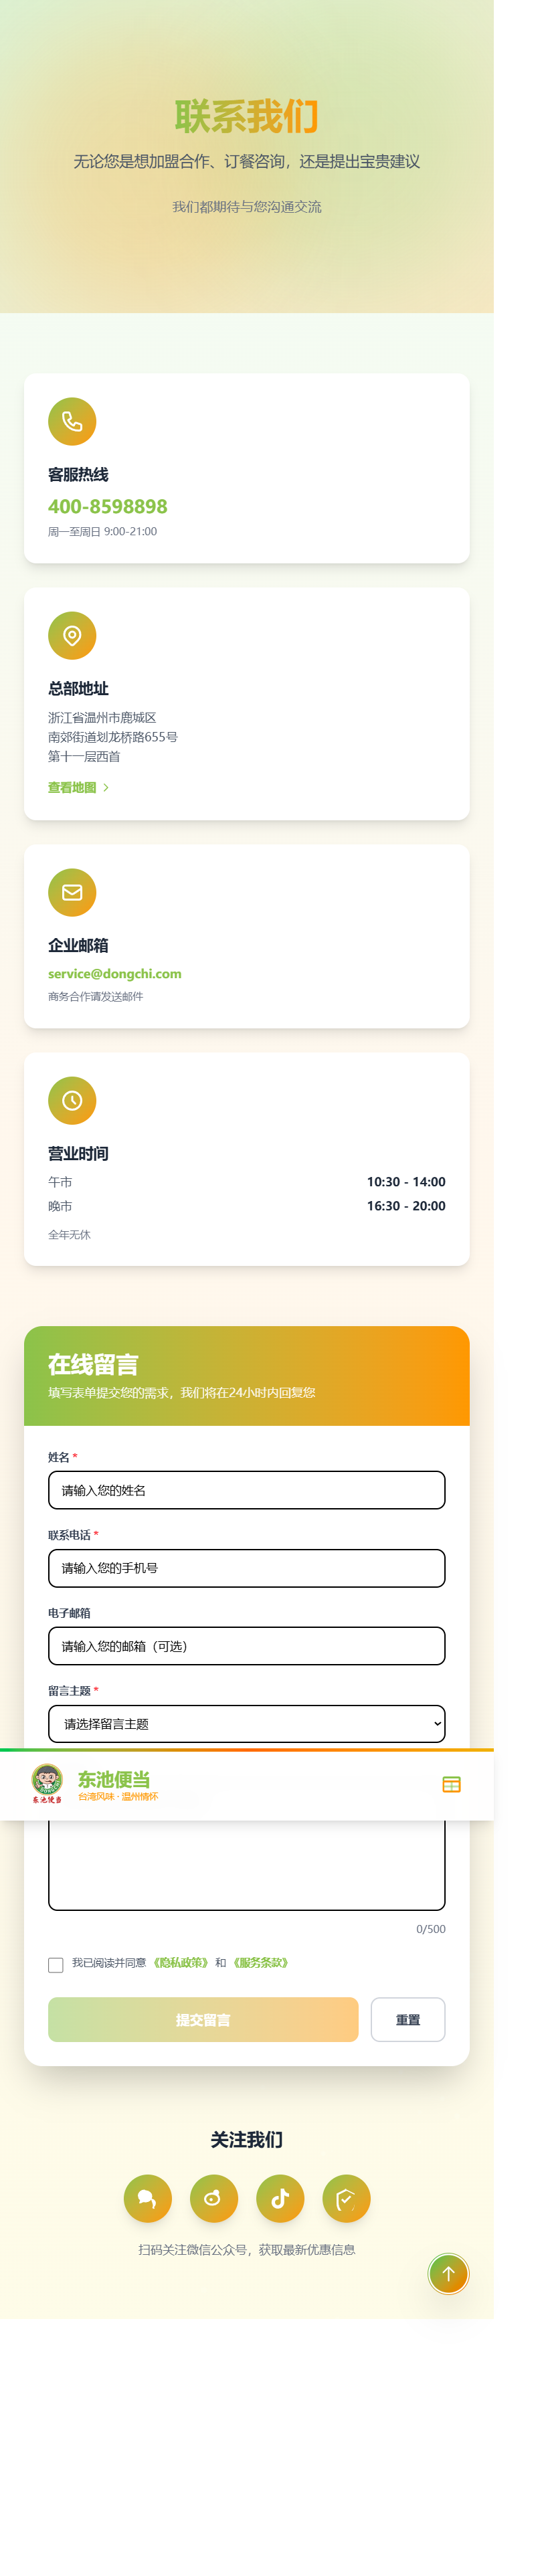 联系我们
无论您是想加盟合作、订餐咨询，还是提出宝贵建议
我们都期待与您沟通交流
客服热线
400-8598898
周一至周日 9:00-21:00
总部地址
浙江省温州市鹿城区
南郊街道划龙桥路655号
第十一层西首
查看地图
企业邮箱
service@dongchi.com
商务合作请发送邮件
营业时间
午市 10:30 - 14:00
晚市 16:30 - 20:00
全年无休
在线留言
填写表单提交您的需求，我们将在24小时内回复您
姓名 *
请输入您的姓名
联系电话 *
请输入您的手机号
电子邮箱
请输入您的邮箱（可选）
留言主题 *
请选择留言主题
东池便当
东池便当
台湾风味 · 温州情怀
0/500
我已阅读并同意 《隐私政策》 和 《服务条款》
提交留言
重置
关注我们
扫码关注微信公众号，获取最新优惠信息